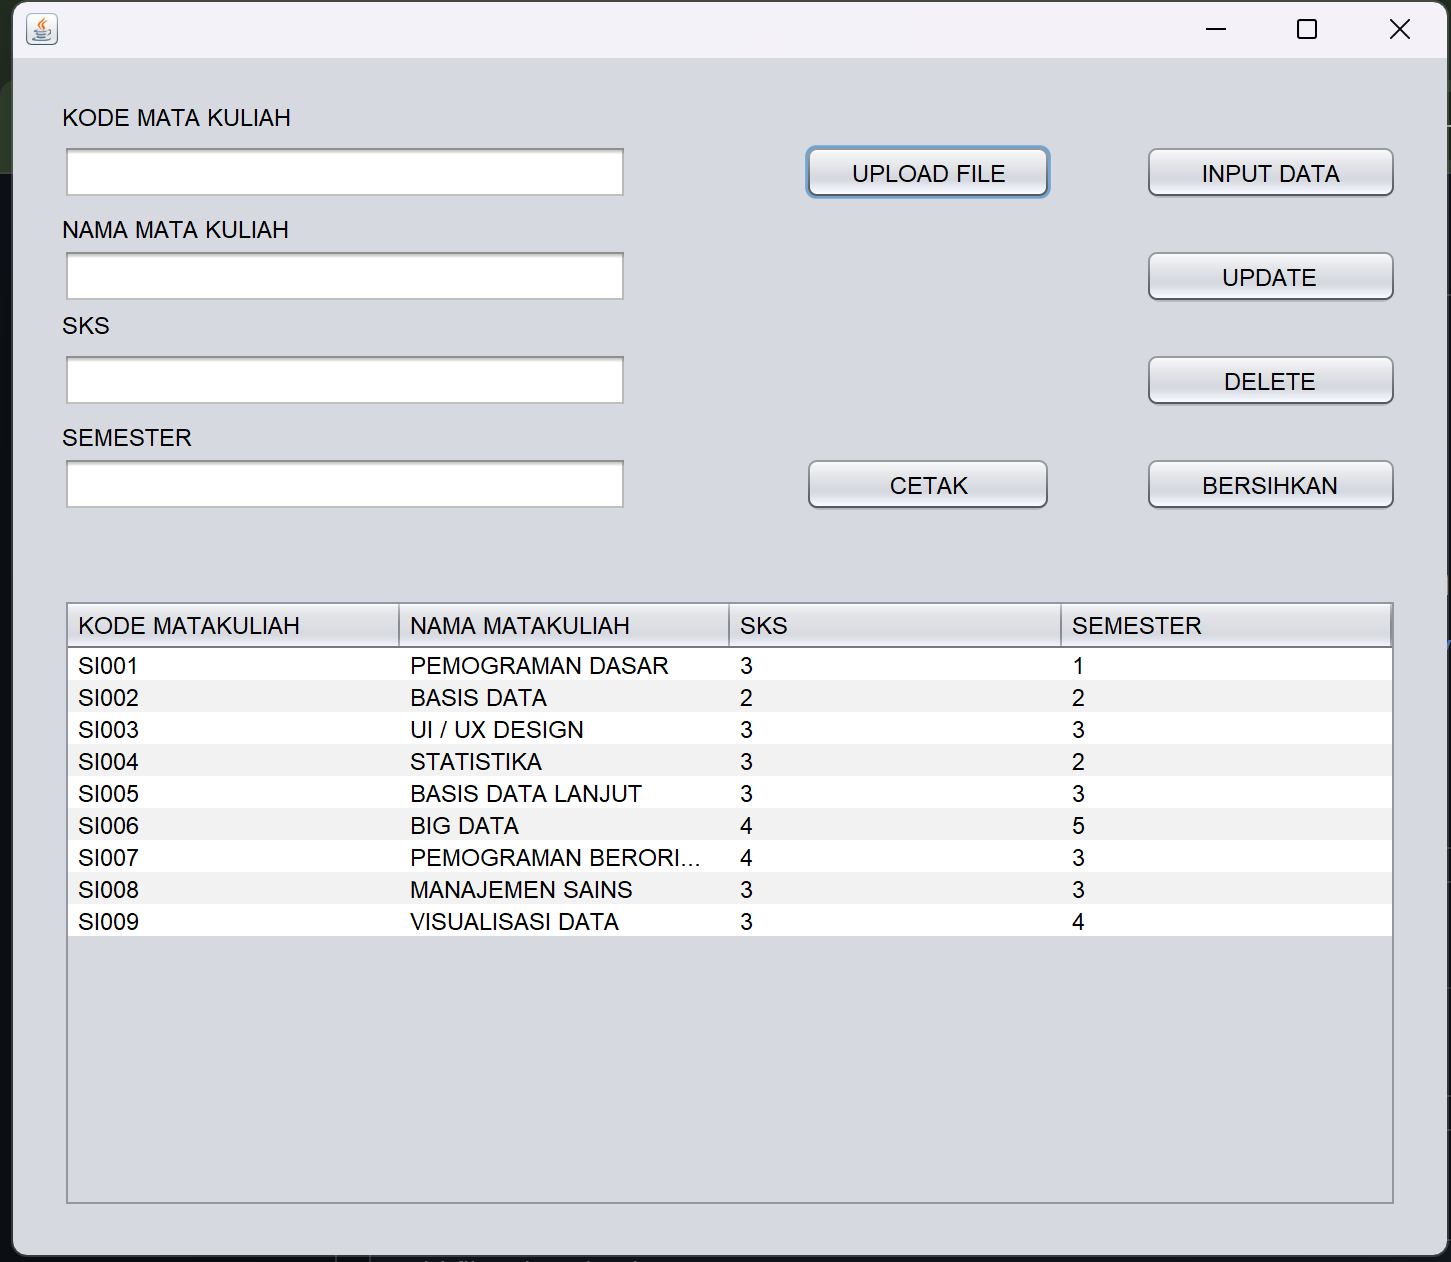 KODE MATA KULIAH
UPLOAD FILE
INPUT DATA
NAMA MATA KULIAH
UPDATE
SKS
DELETE
SEMESTER
CETAK
BERSIHKAN
KODE MATAKULIAH NAMA MATAKULIAH SKS SEMESTER
SI001 PEMOGRAMAN DASAR 3 1
SI002 BASIS DATA 2 2
SI003 UI / UX DESIGN 3 3
SI004 STATISTIKA 3 2
SI005 BASIS DATA LANJUT 3 3
SI006 BIG DATA 4 5
SI007 PEMOGRAMAN BERORI... 4 3
SI008 MANAJEMEN SAINS 3 3
SI009 VISUALISASI DATA 3 4